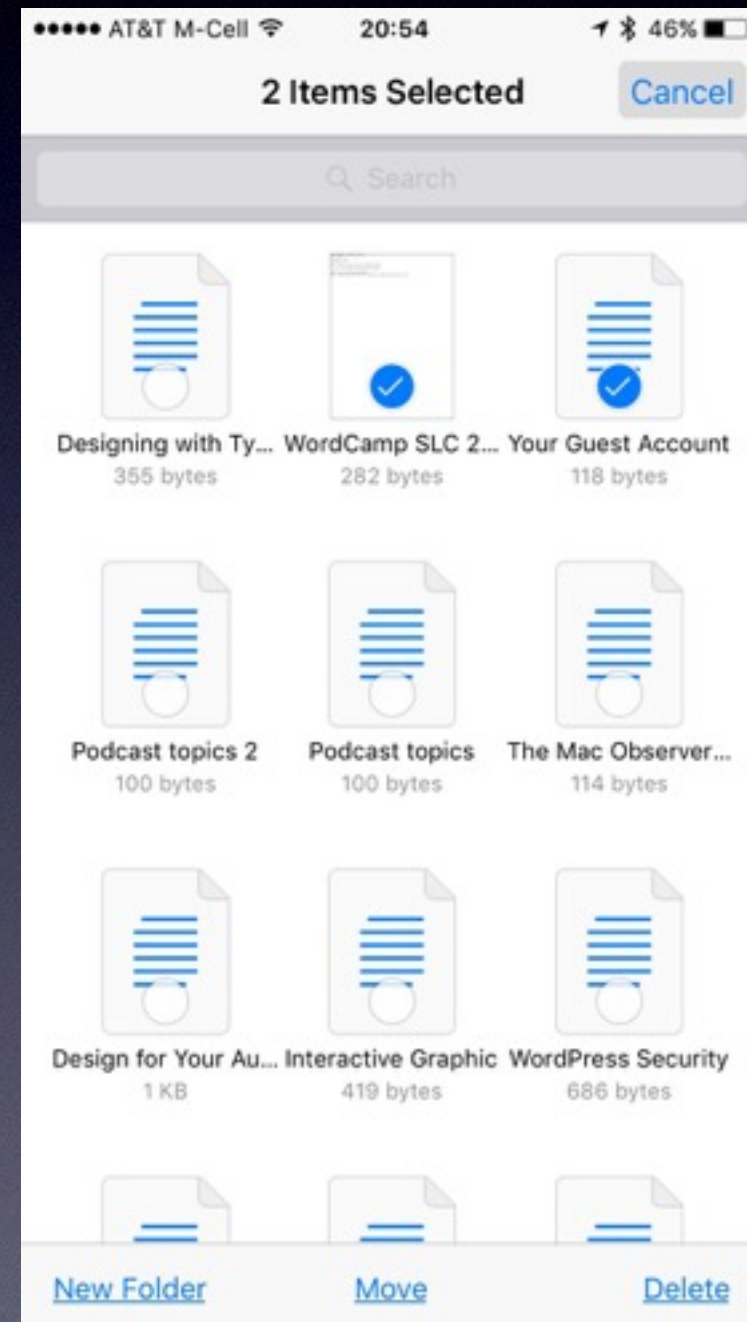 AT&T M-Cell 20:54 46%
2 Items Selected Cancel
Search
Designing with Ty... WordCamp SLC 2... Your Guest Account
355 bytes 282 bytes 118 bytes
Podcast topics 2 Podcast topics The Mac Observer...
100 bytes 100 bytes 114 bytes
Design for Your Au... Interactive Graphic WordPress Security
1 KB 419 bytes 686 bytes
New Folder Move Delete